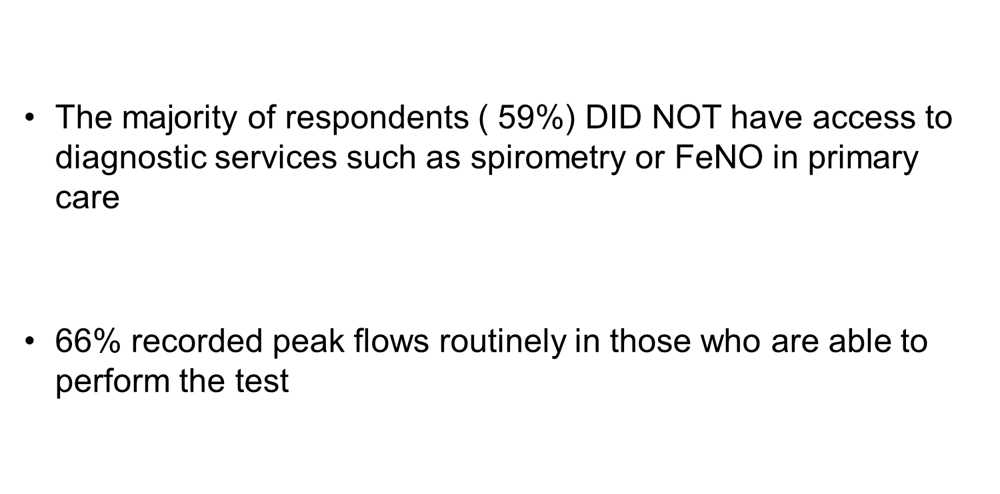 • The majority of respondents ( 59%) DID NOT have access to
diagnostic services such as spirometry or FeNO in primary
care
• 66% recorded peak flows routinely in those who are able to
perform the test